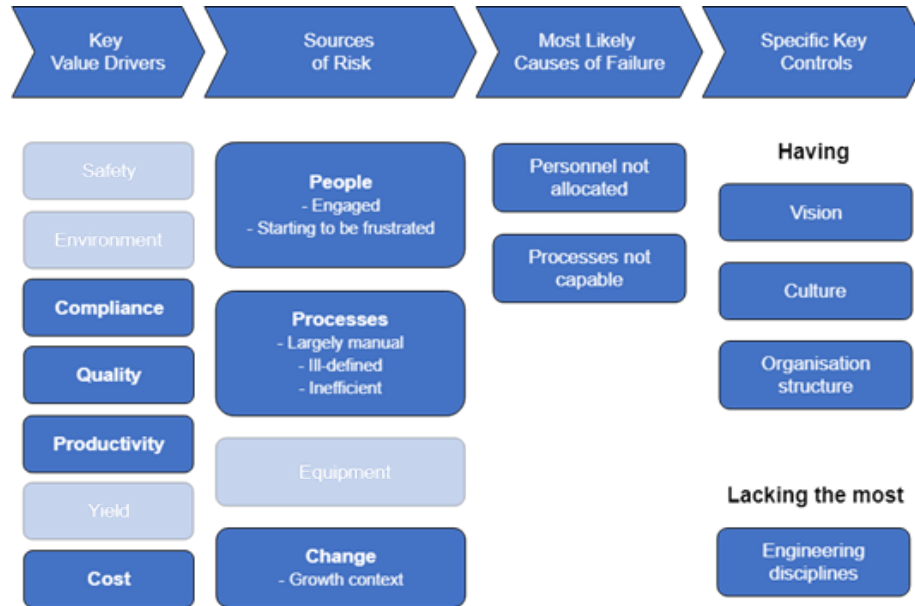 Key
Value Drivers
Sources
of Risk
Most Likely
Causes of Failure
Specific Key
Controls
Safety
Environment
Compliance
Quality
Productivity
Yield
Cost
People
- Engaged
- Starting to be frustrated
Processes
- Largely manual
- Ill-defined
- Inefficient
Equipment
Change
- Growth context
Personnel not
allocated
Processes not
capable
Having
Vision
Culture
Organisation
structure
Lacking the most
Engineering
disciplines